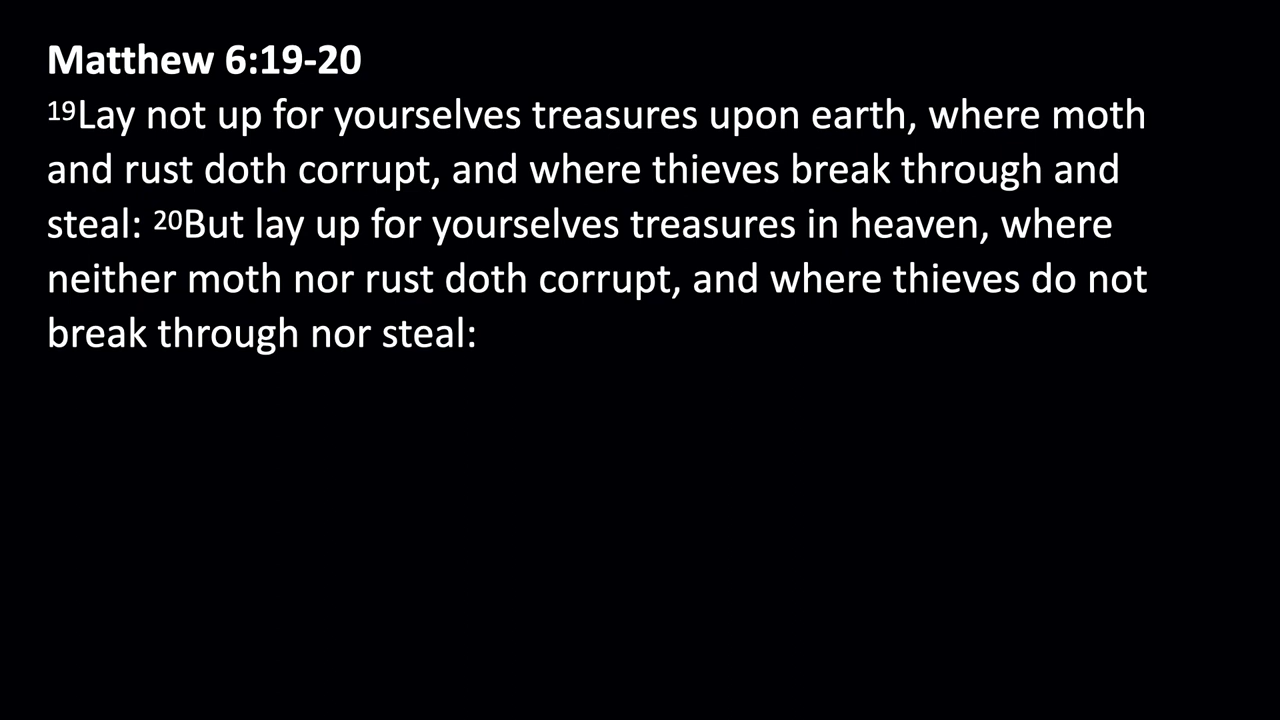 Matthew 6:19-20
19Lay not up for yourselves treasures upon earth, where moth
and rust doth corrupt, and where thieves break through and
steal: 20But lay up for yourselves treasures in heaven, where
neither moth nor rust doth corrupt, and where thieves do not
break through nor steal: